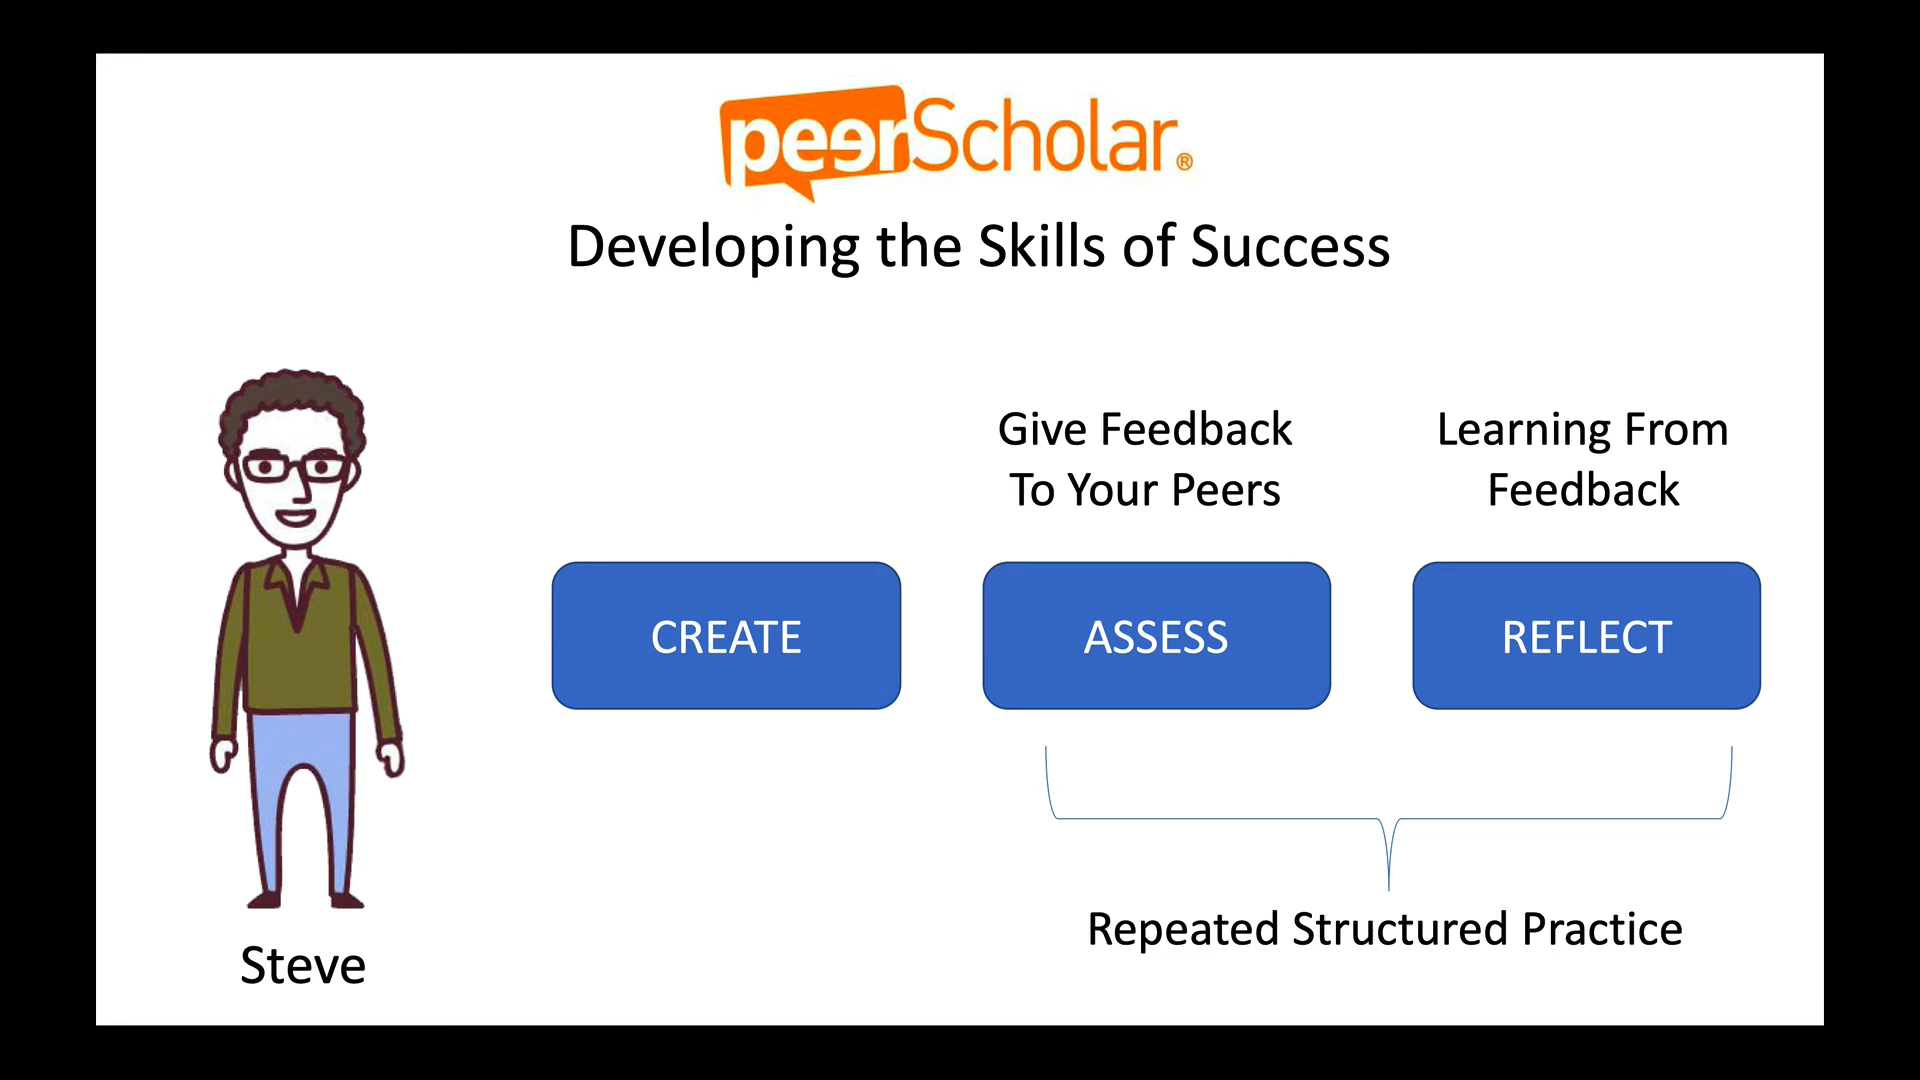 peerScholar®
Developing the Skills of Success
Give Feedback
To Your Peers
Learning From
Feedback
CREATE
ASSESS
REFLECT
Repeated Structured Practice
Steve